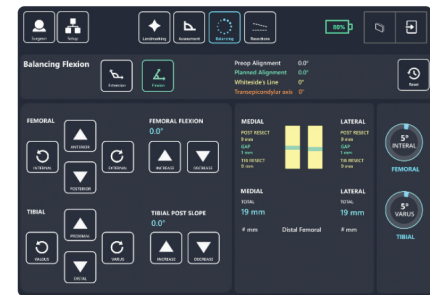 Surgeon
Setup
Landmarking
Assessment
Balancing
Resections
80%
Balancing Flexion
Extension
Flexion
Preop Alignment 0.0°
Planned Alignment 0.0°
Whiteside's Line 0°
Transepicondylar axis 0°
Reset
FEMORAL
ANTERIOR
INTERNAL
EXTERNAL
POSTERIOR
FEMORAL FLEXION
0.0°
INCREASE
INCREASE
TIBIAL
PROXIMAL
VALGUS
VARUS
DISTAL
TIBIAL POST SLOPE
0.0°
INCREASE
DECREASE
MEDIAL
POST RESECT
9 mm
GAP
1 mm
TIB RESECT
9 mm
LATERAL
POST RESECT
9 mm
GAP
1 mm
TIB RESECT
9 mm
MEDIAL
TOTAL
19 mm
# mm
Distal Femoral
LATERAL
TOTAL
19 mm
# mm
5°
INTERAL
FEMORAL
5°
VARUS
TIBIAL